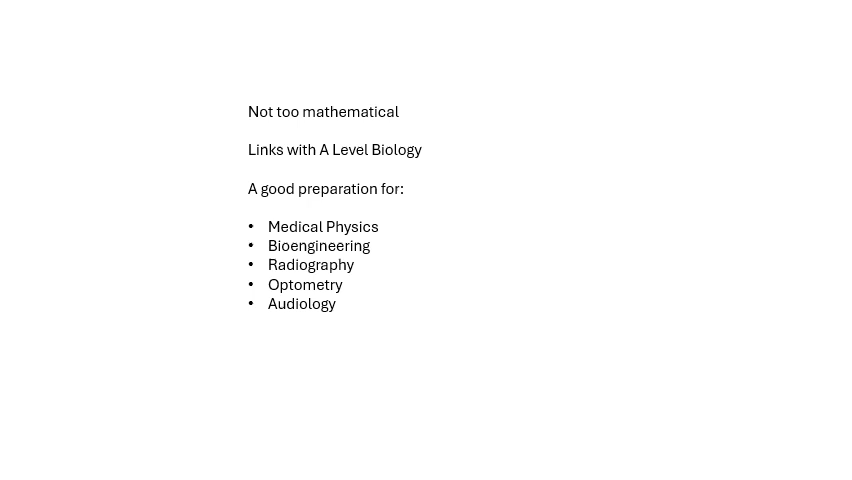 Not too mathematical
Links with A Level Biology
A good preparation for:
• Medical Physics
• Bioengineering
• Radiography
• Optometry
• Audiology